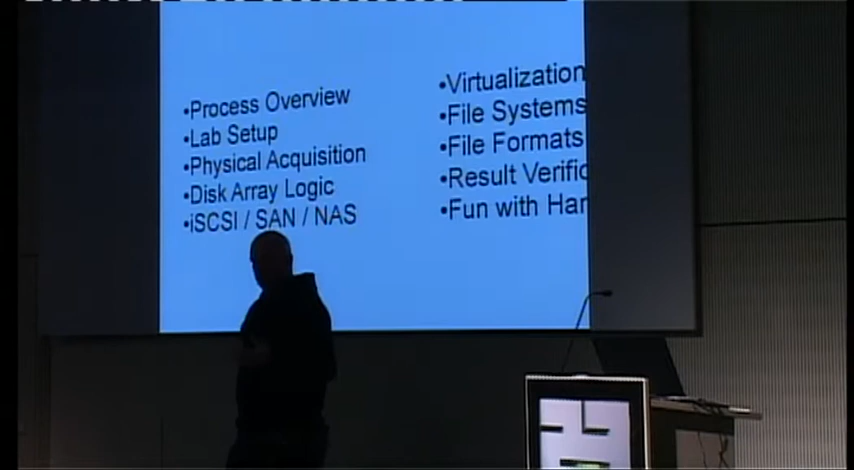 •Process Overview
•Lab Setup
•Physical Acquisition
•Disk Array Logic
•iSCSI / SAN / NAS
•Virtualization
•File Systems
•File Formats
•Result Verific
•Fun with Har